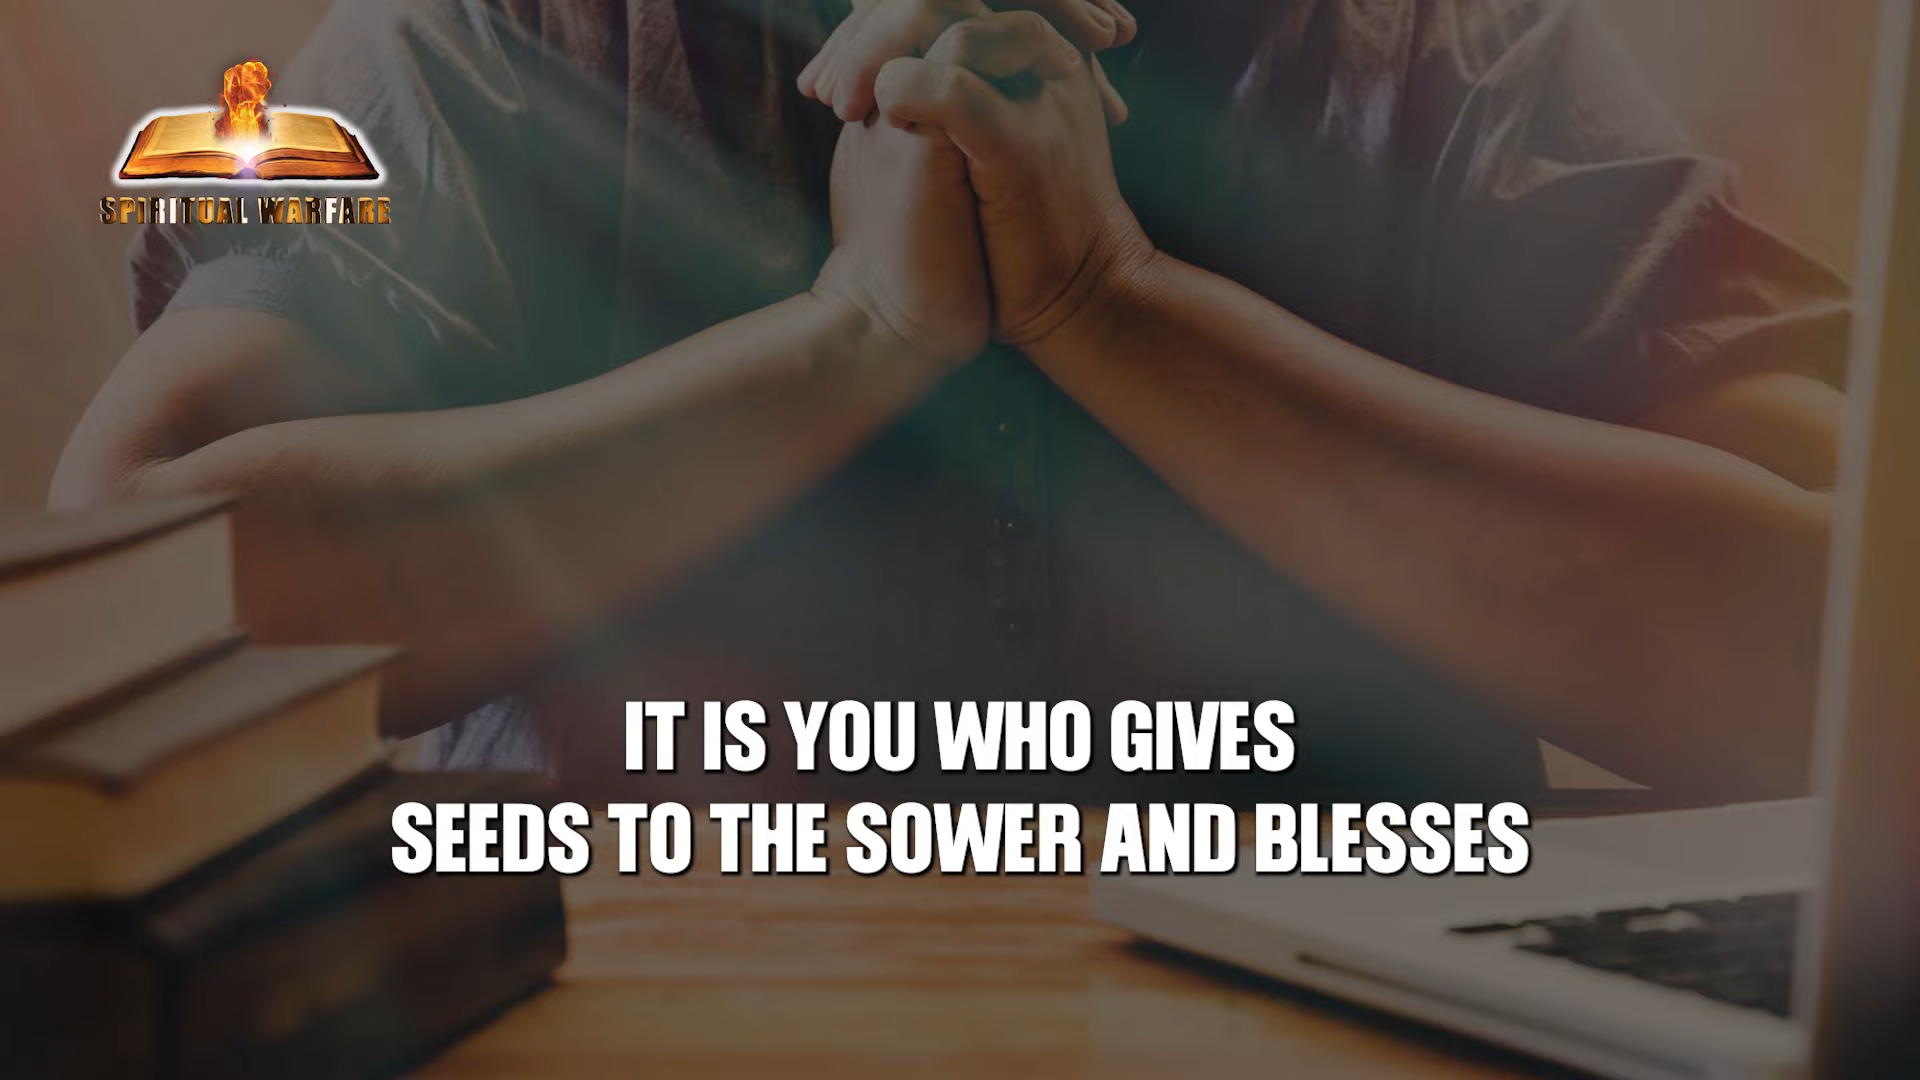 SPIRITUAL WARFARE
IT IS YOU WHO GIVES
SEEDS TO THE SOWER AND BLESSES